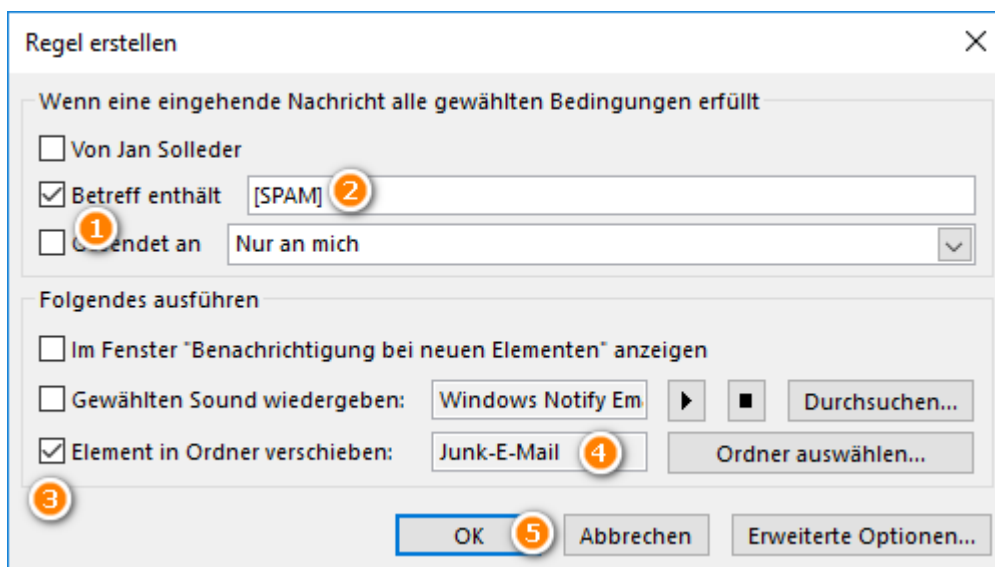 Regel erstellen
Wenn eine eingehende Nachricht alle gewählten Bedingungen erfüllt
Von Jan Solleder
Betreff enthält [SPAM] 2
1
endet an Nur an mich
Folgendes ausführen
Im Fenster "Benachrichtigung bei neuen Elementen" anzeigen
Gewählten Sound wiedergeben: Windows Notify Em Durchsuchen...
Element in Ordner verschieben: Junk-E-Mail 4 Ordner auswählen...
3
OK 5 Abbrechen Erweiterte Optionen...